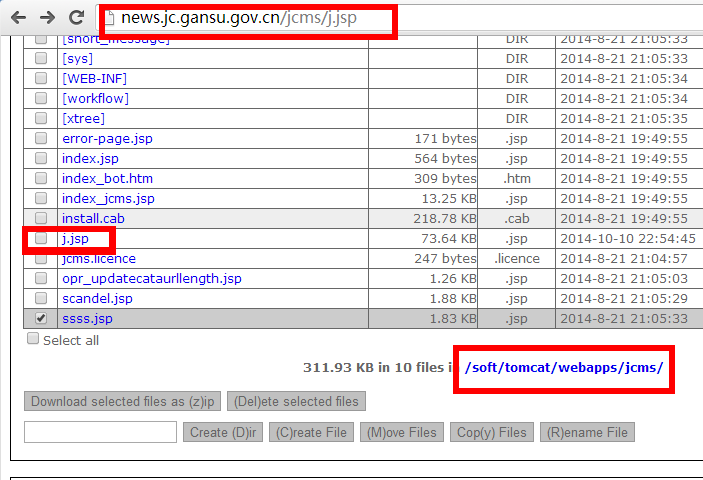 news.jc.gansu.gov.cn/jcms/j.jsp
[short_message] DIR 2014-8-21 21:05:33
[sys] DIR 2014-8-21 21:05:33
[WEB-INF] DIR 2014-8-21 21:05:34
[workflow] DIR 2014-8-21 21:05:34
[xtree] DIR 2014-8-21 21:05:35
error-page.jsp 171 bytes .jsp 2014-8-21 19:49:55
index.jsp 564 bytes .jsp 2014-8-21 19:49:55
index_bot.htm 309 bytes .htm 2014-8-21 19:49:55
index_jcms.jsp 13.25 KB .jsp 2014-8-21 19:49:55
install.cab 218.78 KB .cab 2014-8-21 19:49:55
j.jsp 73.64 KB .jsp 2014-10-10 22:54:45
jcms.licence 247 bytes .licence 2014-8-21 21:04:57
opr_updatecataurllength.jsp 1.26 KB .jsp 2014-8-21 21:05:03
scandel.jsp 1.88 KB .jsp 2014-8-21 21:05:29
ssss.jsp 1.83 KB .jsp 2014-8-21 21:05:33
Select all
311.93 KB in 10 files i /soft/tomcat/webapps/jcms/
Download selected files as (z)ip (Del)ete selected files
Create (D)ir (C)reate File (M)ove Files Cop(y) Files (R)ename File